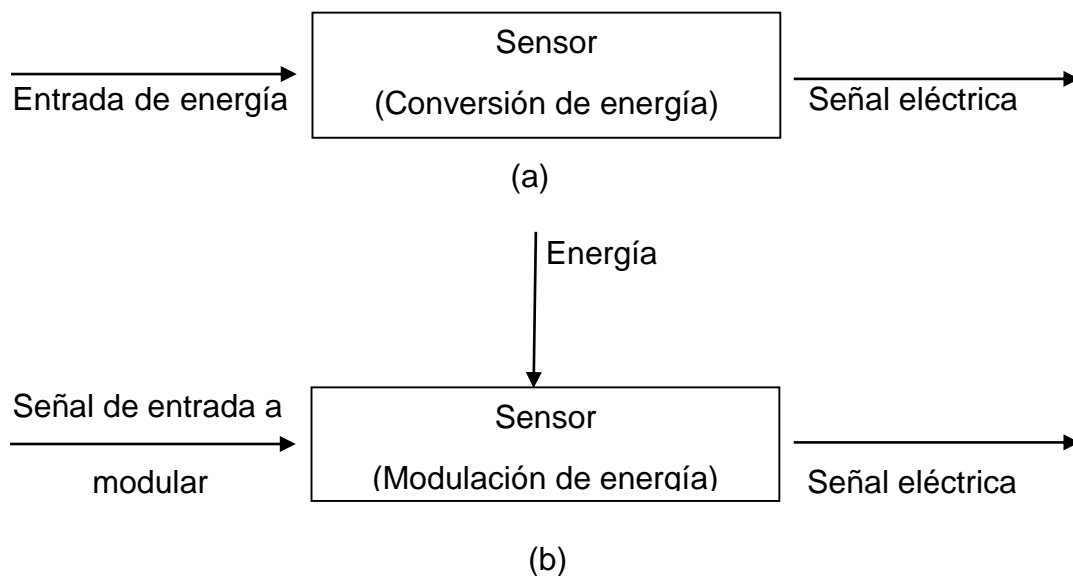 Sensor
Entrada de energía
(Conversión de energía)
Señal eléctrica
(a)
Energía
Señal de entrada a
modular
Sensor
(Modulación de energía)
Señal eléctrica
(b)